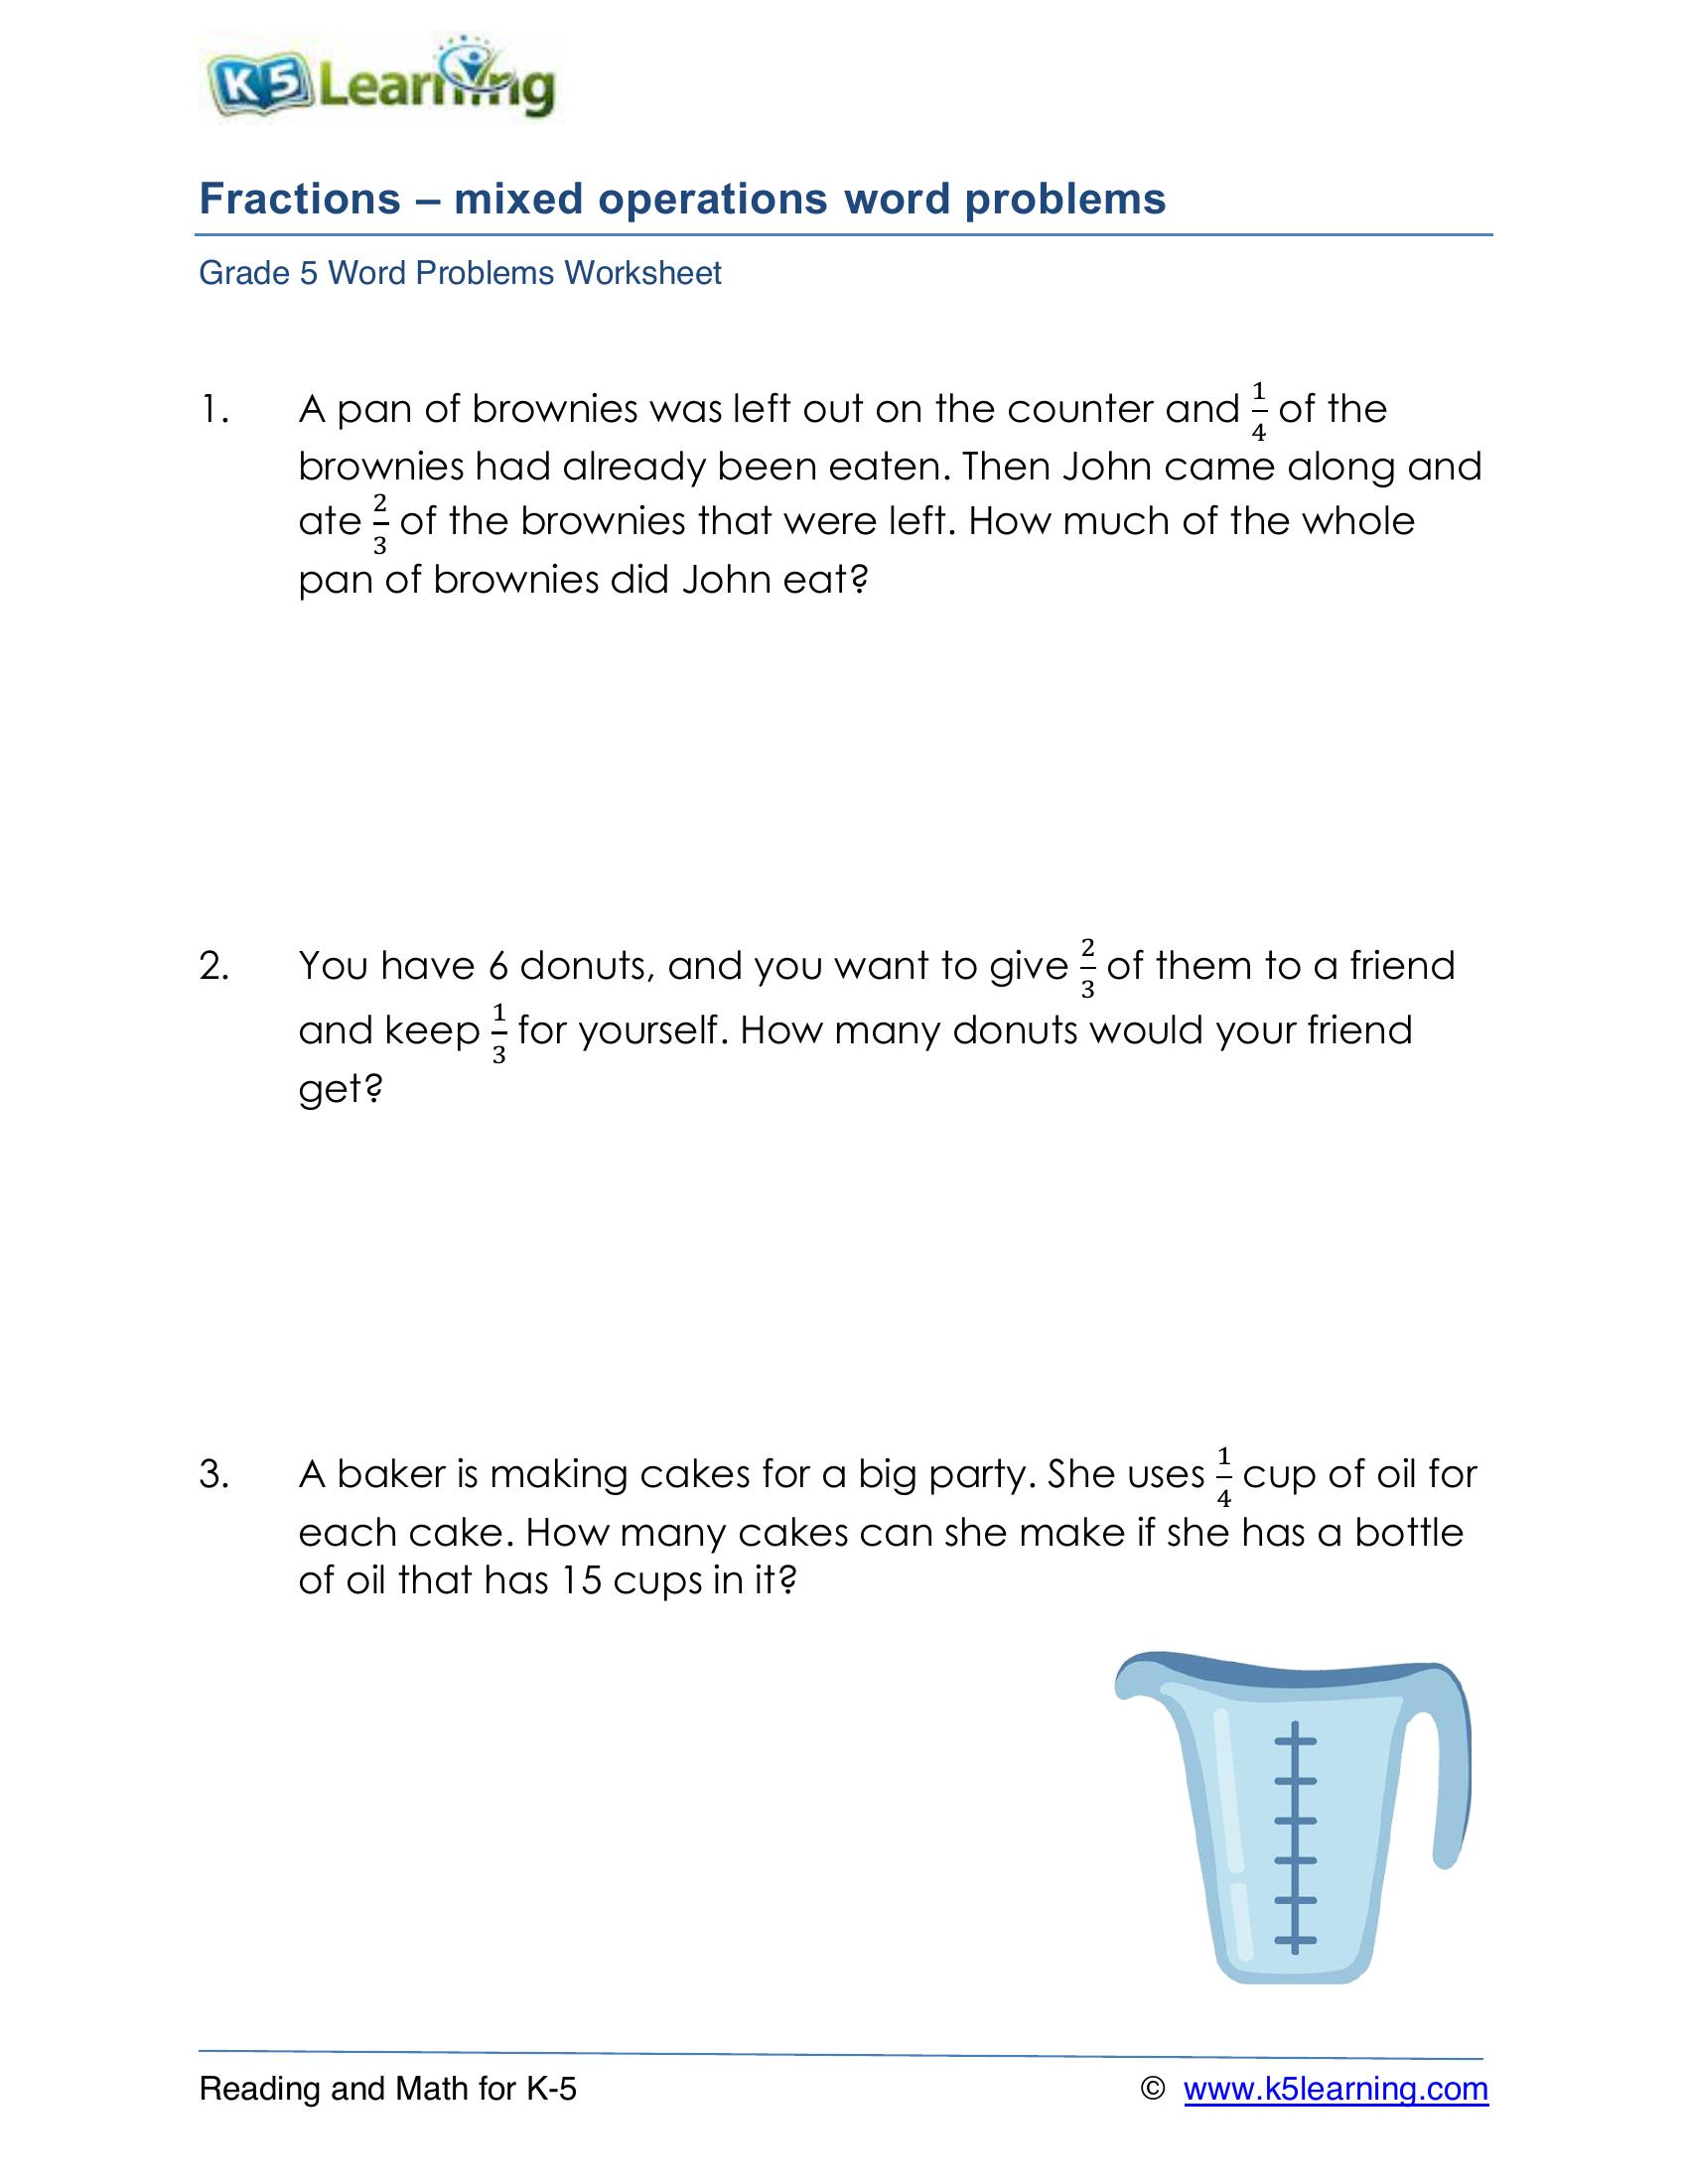 K5 Learning
Fractions – mixed operations word problems
Grade 5 Word Problems Worksheet
1. A pan of brownies was left out on the counter and 1/4 of the
brownies had already been eaten. Then John came along and
ate 2/3 of the brownies that were left. How much of the whole
pan of brownies did John eat?
2. You have 6 donuts, and you want to give 2/3 of them to a friend
and keep 1/3 for yourself. How many donuts would your friend
get?
3. A baker is making cakes for a big party. She uses 1/4 cup of oil for
each cake. How many cakes can she make if she has a bottle
of oil that has 15 cups in it?
Reading and Math for K-5 © www.k5learning.com